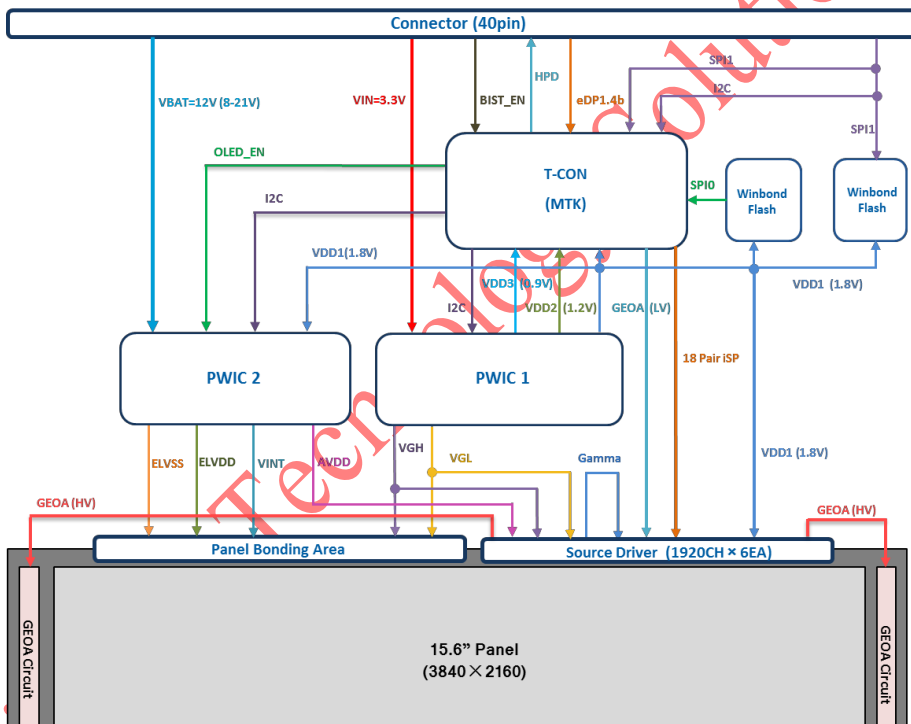 Connector (40pin)
VBAT=12V (8-21V)
VIN=3.3V
BIST_EN
HPD
eDP1.4b
SPI1
I2C
SPI1
OLED_EN
I2C
T-CON
(MTK)
SPI0
Winbond
Flash
Winbond
Flash
VDD1(1.8V)
I2C
VDD3 (0.9V)
VDD2 (1.2V)
GEOA (LV)
VDD1 (1.8V)
18 Pair iSP
PWIC 2
PWIC 1
ELVSS
ELVDD
VINT
AVDD
VGH
VGL
Gamma
VDD1 (1.8V)
GEOA (HV)
GEOA (HV)
Panel Bonding Area
Source Driver (1920CH × 6EA)
GEOA Circuit
15.6” Panel
(3840×2160)
GEOA Circuit